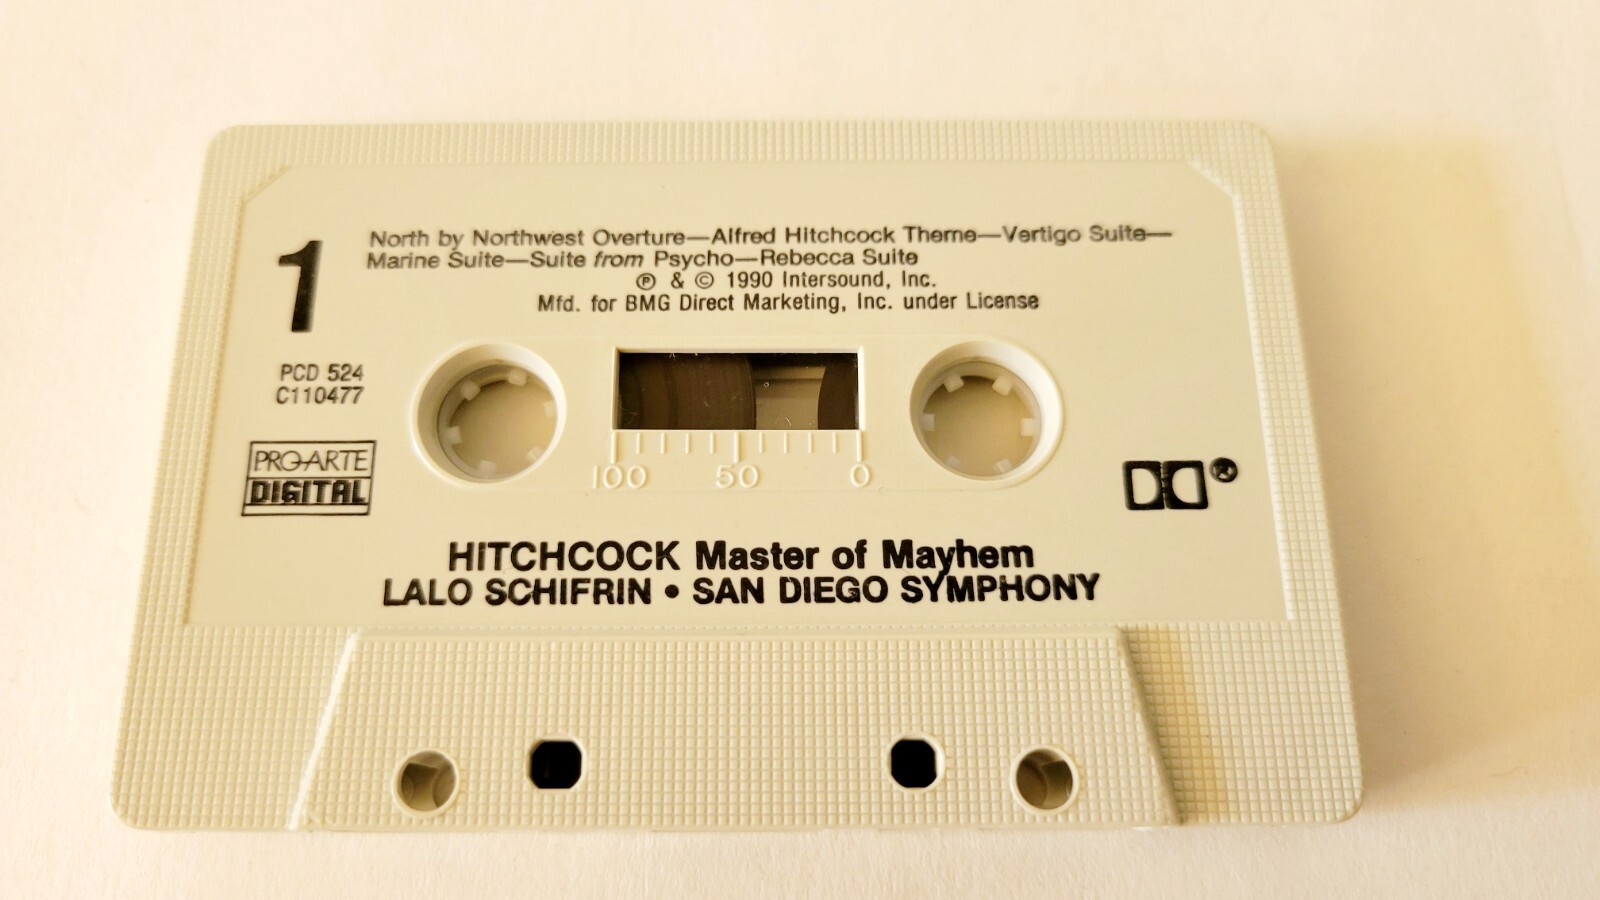 North by Northwest Overture—Alfred Hitchcock Theme—Vertigo Suite—
Marine Suite—Suite from Psycho—Rebecca Suite
℗ & © 1990 Intersound, Inc.
Mfd. for BMG Direct Marketing, Inc. under License
1
PCD 524
C110477
PRO-ARTE
DIGITAL
100 50 0
®
HITCHCOCK Master of Mayhem
LALO SCHIFRIN • SAN DIEGO SYMPHONY